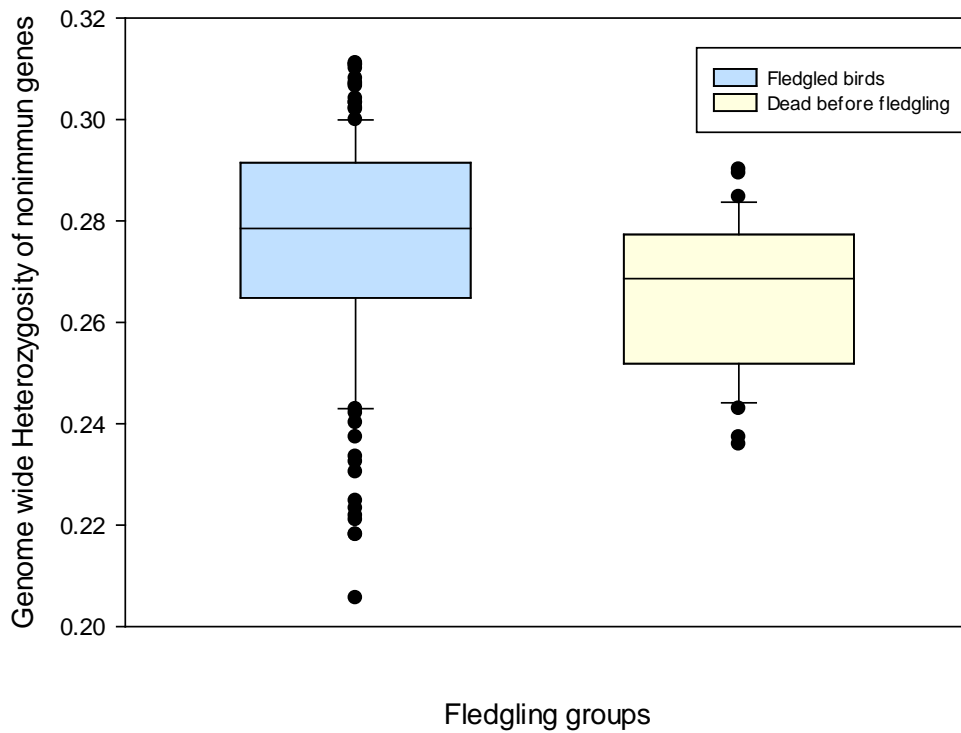 Genome wide Heterozygosity of nonimmun genes
0.32
0.30
0.28
0.26
0.24
0.22
0.20
Fledgled birds
Dead before fledgling
Fledgling groups